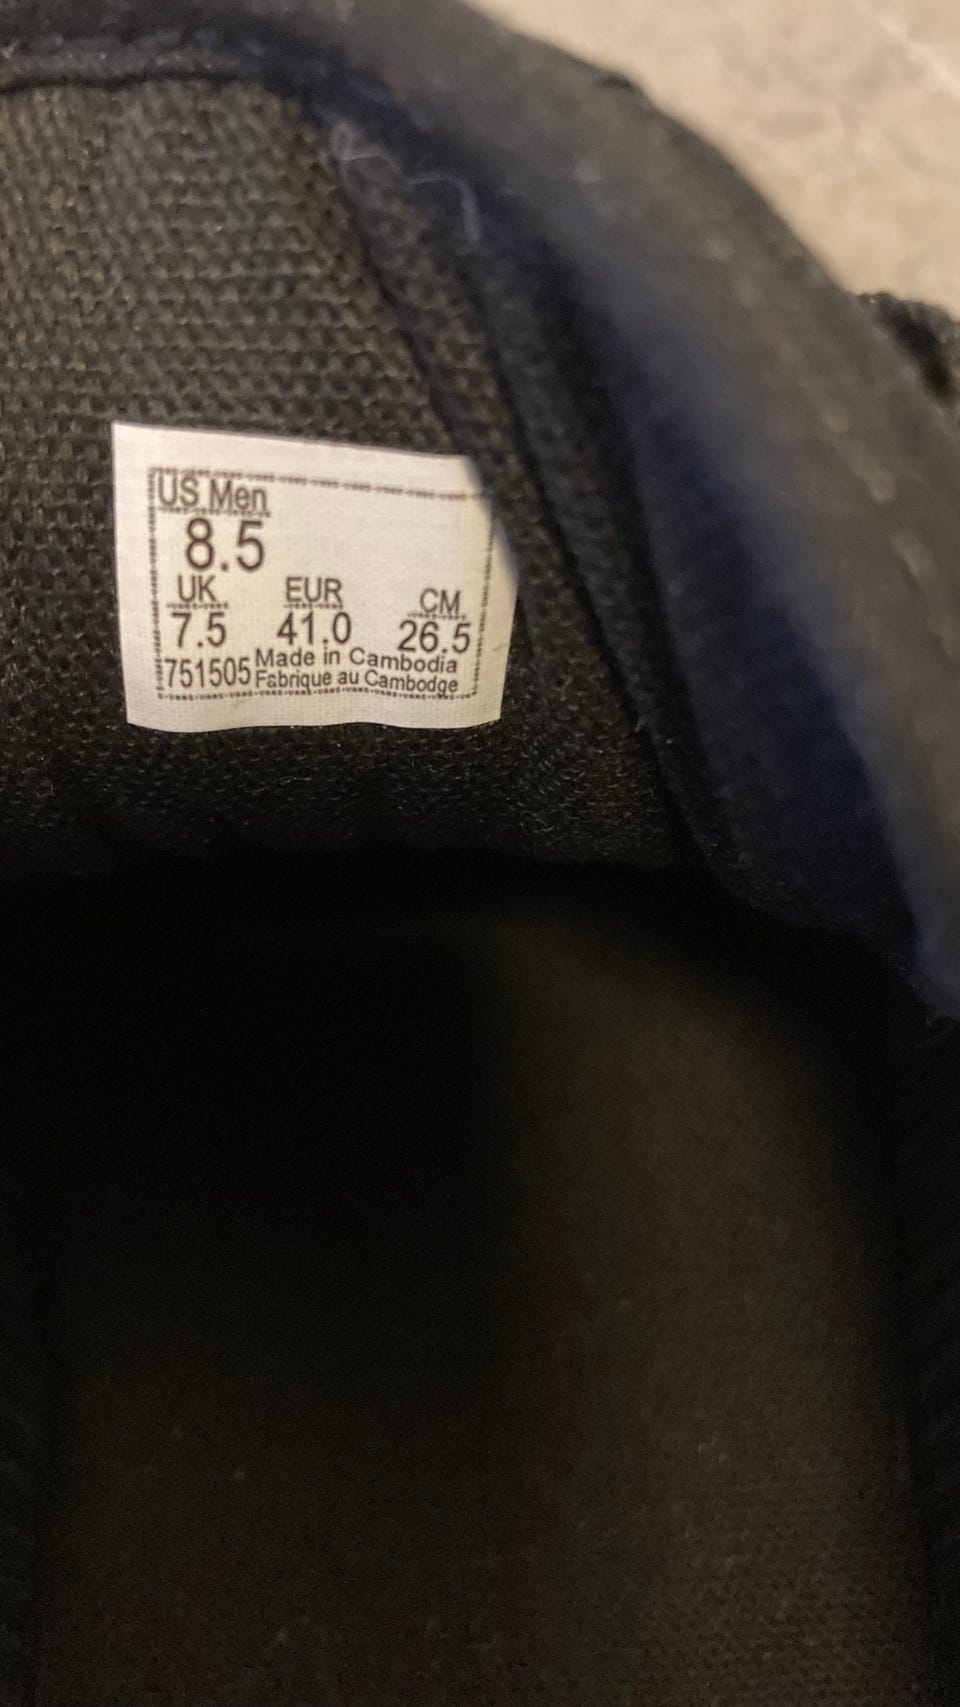 US Men
8.5
UK EUR CM
7.5 41.0 26.5
751505 Made in Cambodia
Fabrique au Cambodge